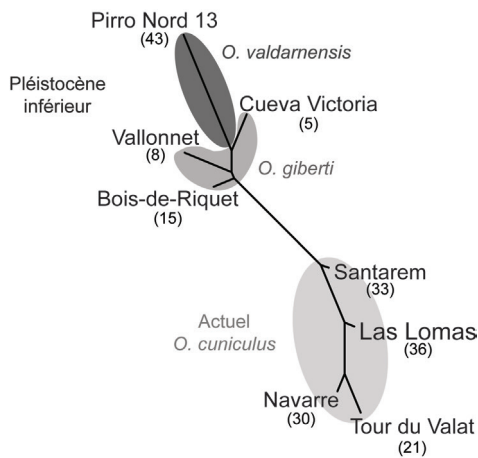 Pirro Nord 13
(43)
O. valdarnensis
Pléistocène
inférieur
Cueva Victoria
(5)
Vallonnet
(8)
O. giberti
Bois-de-Riquet
(15)
Santarem
(33)
Actuel
O. cuniculus
Las Lomas
(36)
Navarre
(30)
Tour du Valat
(21)